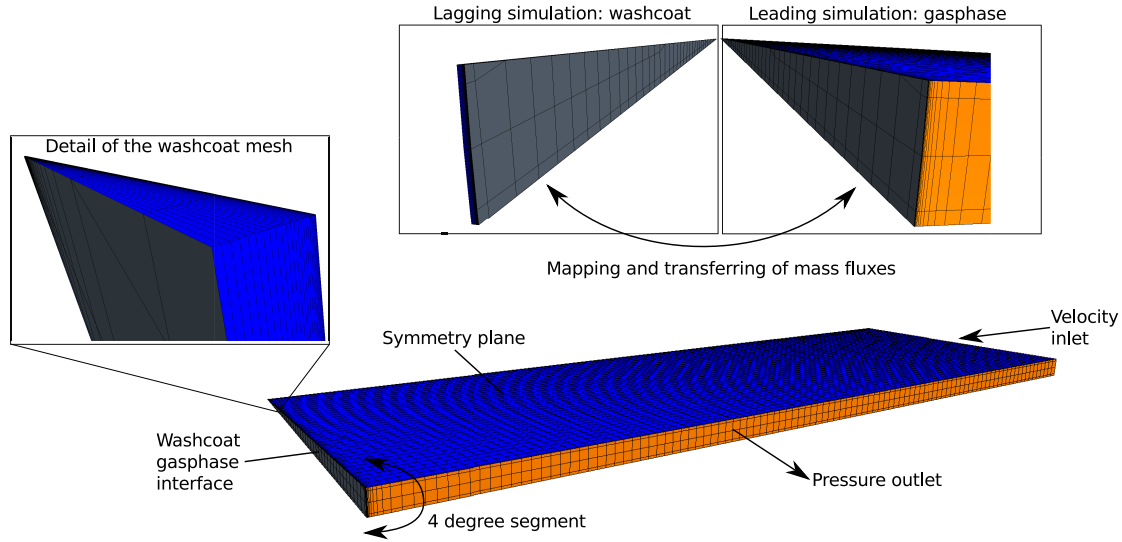 Lagging simulation: washcoat
Leading simulation: gasphase
Detail of the washcoat mesh
Mapping and transferring of mass fluxes
Symmetry plane
Velocity
inlet
Washcoat
gasphase
interface
Pressure outlet
4 degree segment